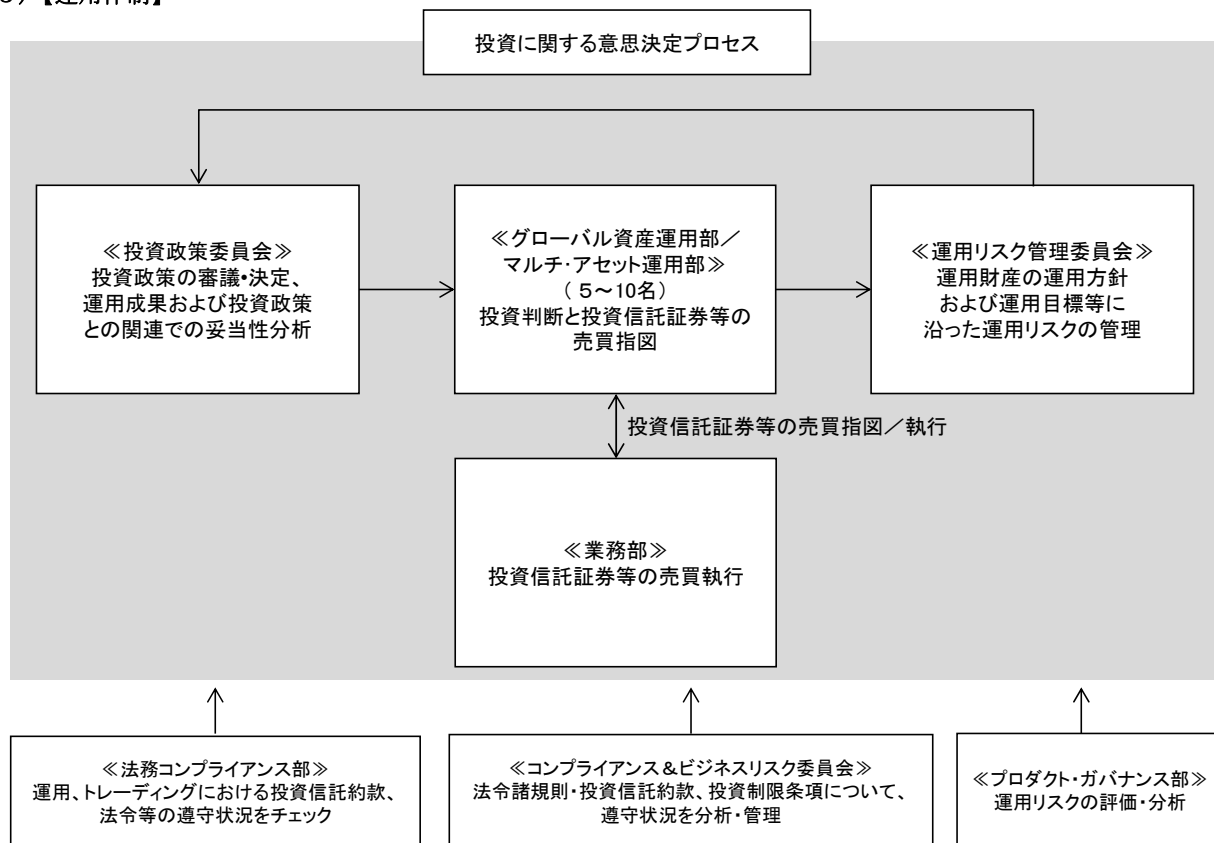 【運用体制】
投資に関する意思決定プロセス
≪投資政策委員会≫
投資政策の審議・決定、
運用成果および投資政策
との関連での妥当性分析
≪グローバル資産運用部／
マルチ・アセット運用部≫
（ 5～10名）
投資判断と投資信託証券等の
売買指図
≪運用リスク管理委員会≫
運用財産の運用方針
および運用目標等に
沿った運用リスクの管理
投資信託証券等の売買指図／執行
≪業務部≫
投資信託証券等の売買執行
≪法務コンプライアンス部≫
運用、トレーディングにおける投資信託約款、
法令等の遵守状況をチェック
≪コンプライアンス＆ビジネスリスク委員会≫
法令諸規則・投資信託約款、投資制限条項について、
遵守状況を分析・管理
≪プロダクト・ガバナンス部≫
運用リスクの評価・分析